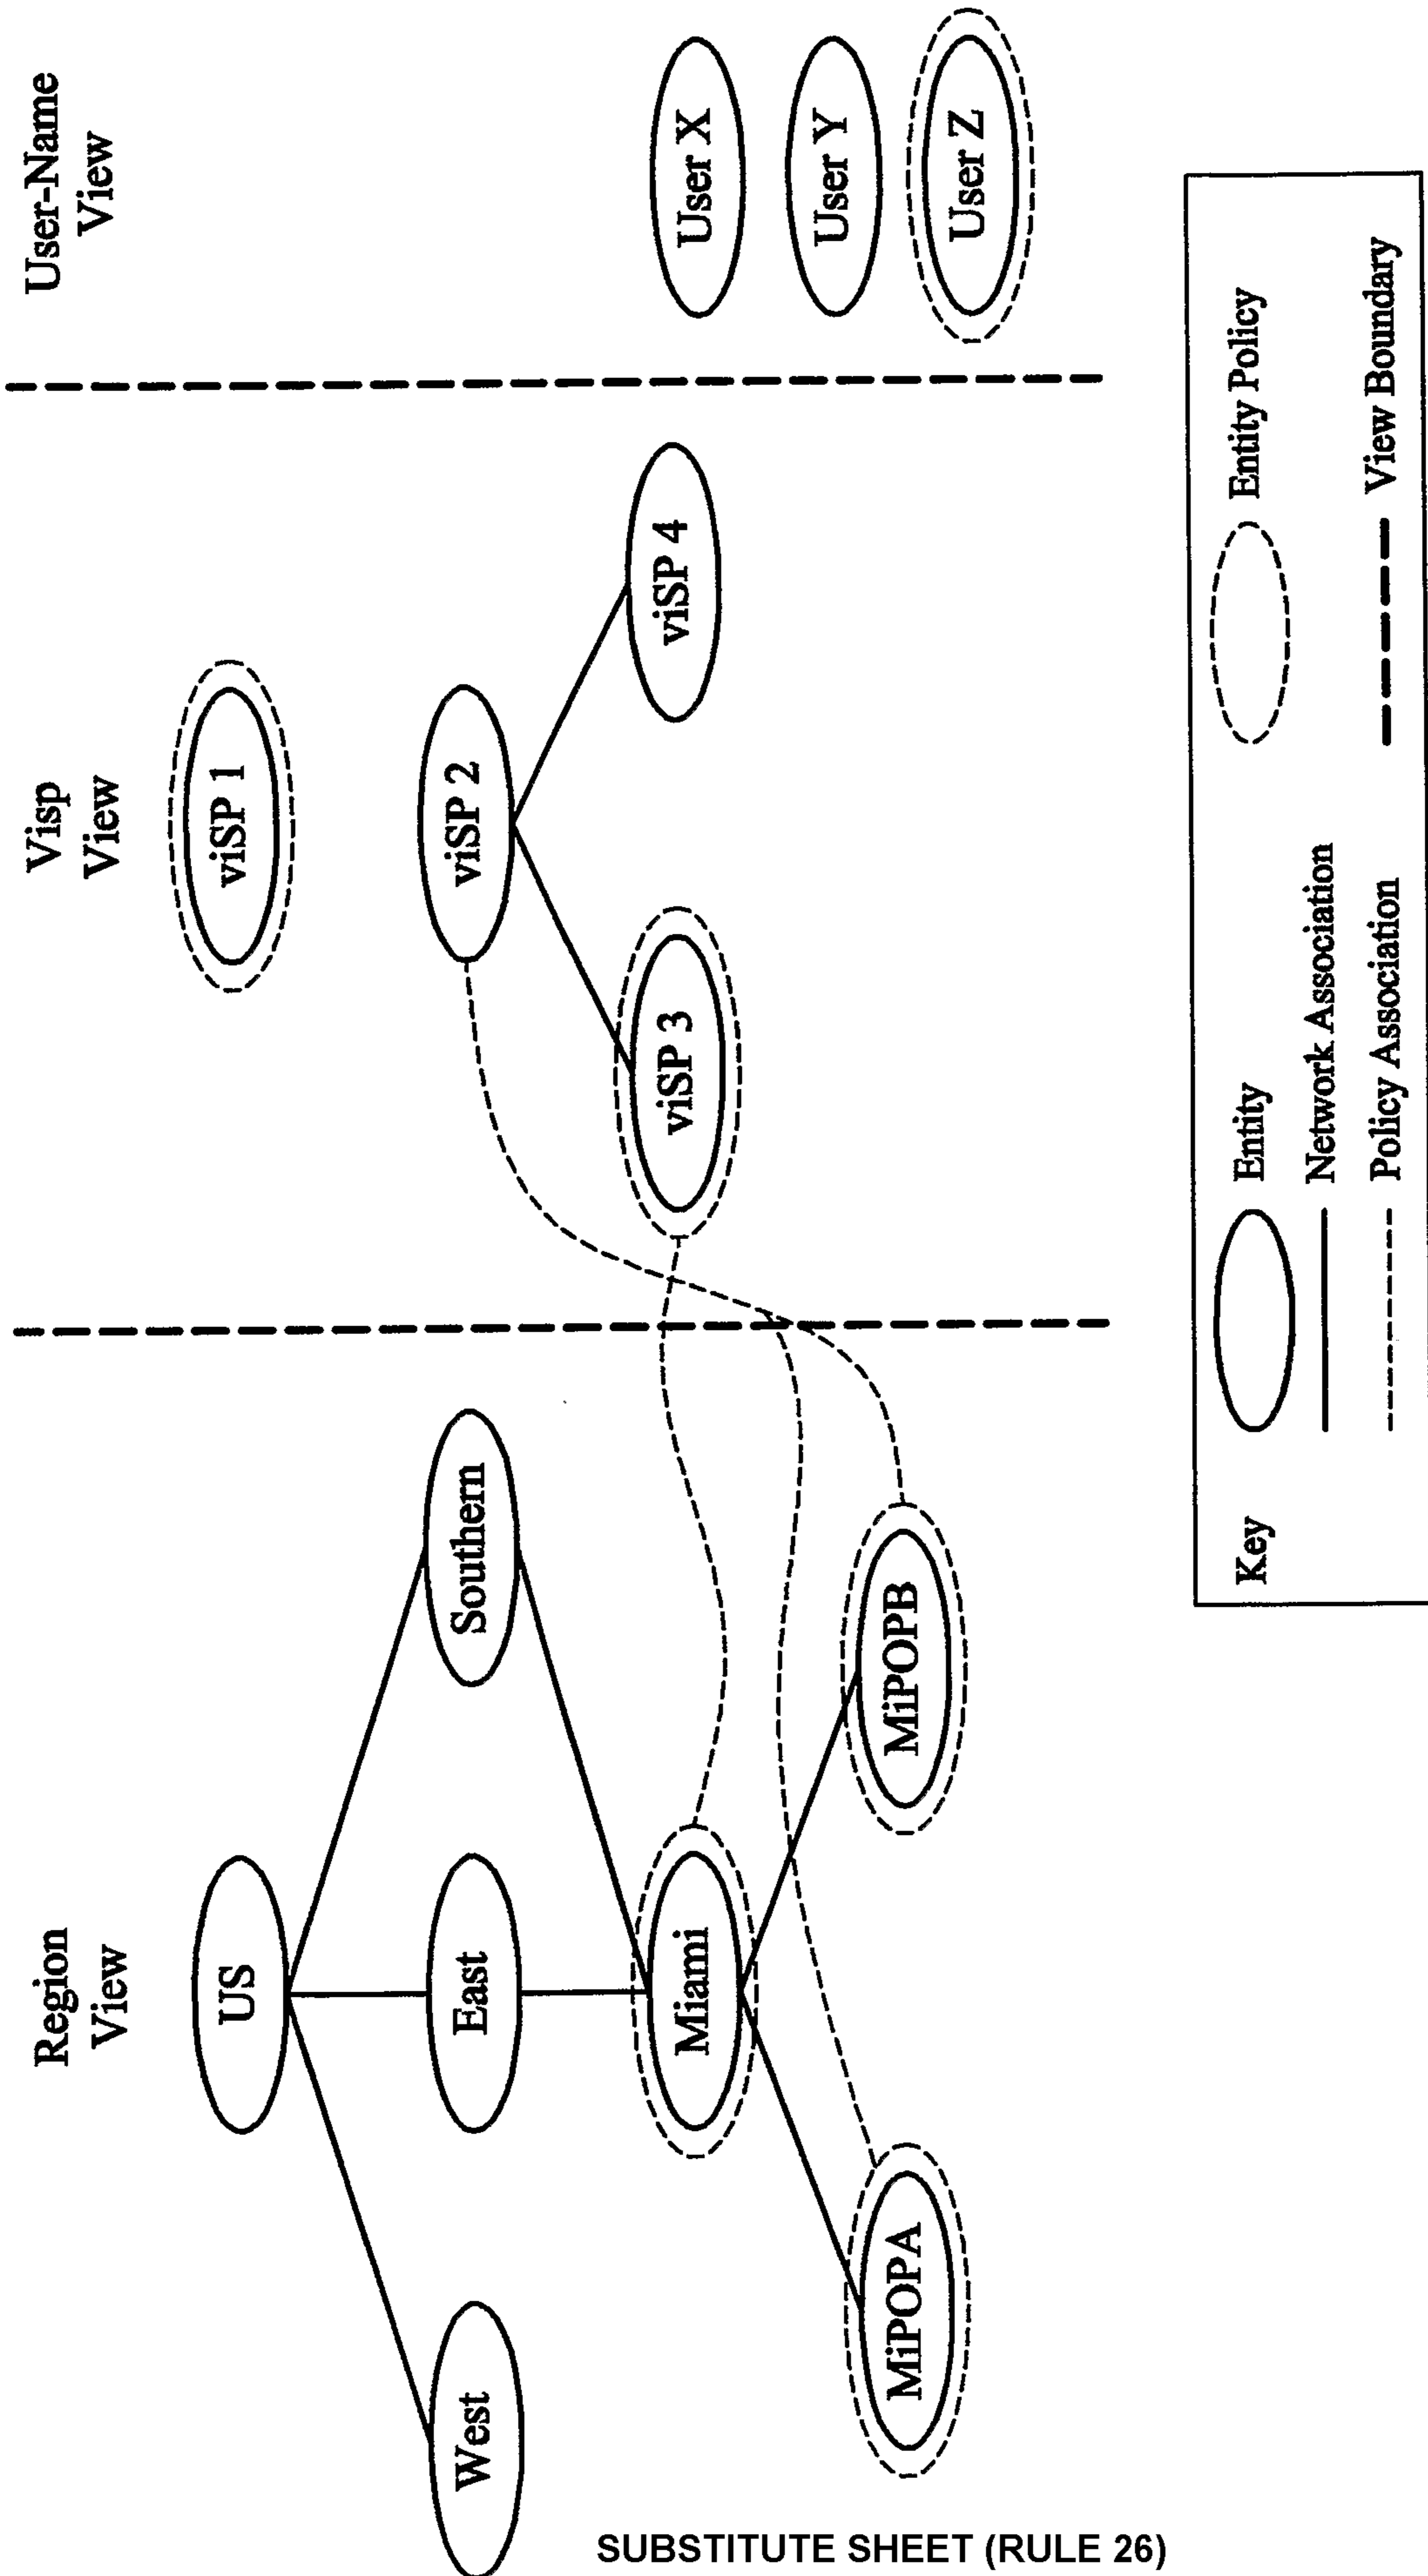 Region
View
Visp
View
User-Name
View
US
viSP 1
West
East
Southern
viSP 2
Miami
viSP 3
viSP 4
User X
User Y
User Z
MiPOPA
MiPOPB
Key
Entity
Entity Policy
Network Association
Policy Association
View Boundary
SUBSTITUTE SHEET (RULE 26)